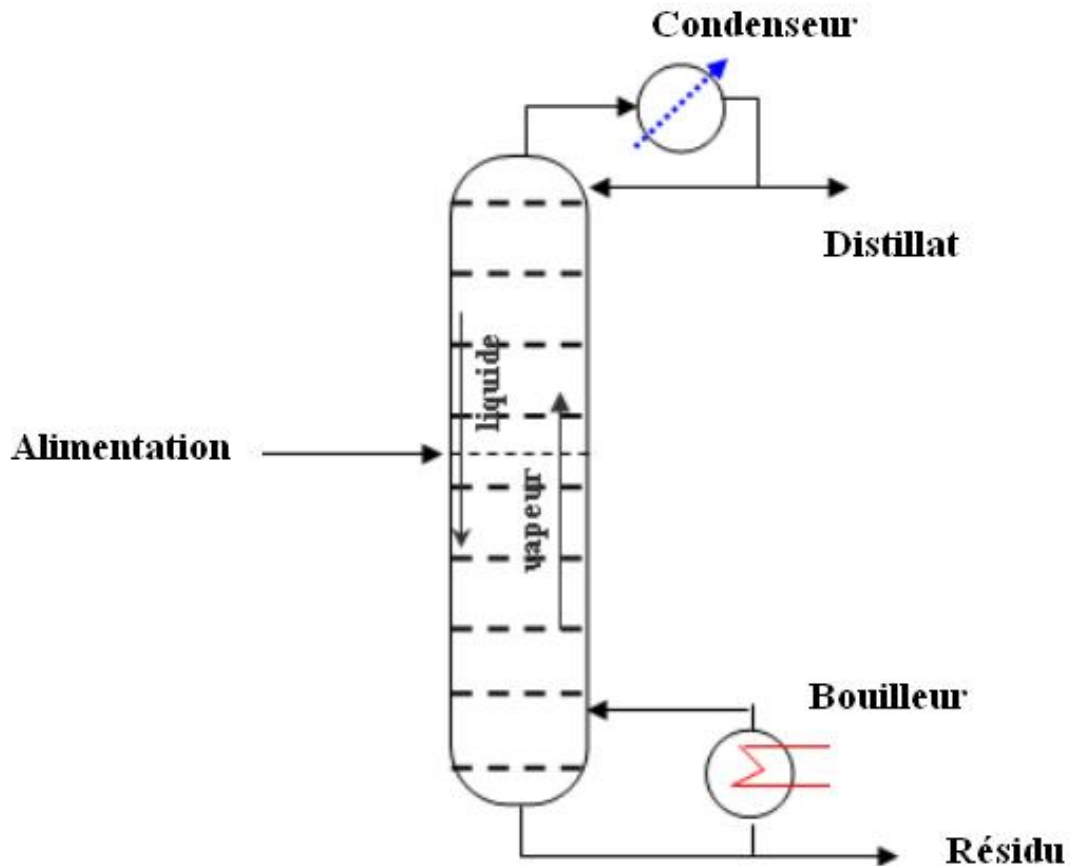 Condenseur
Distillat
liquide
Alimentation
vapeur
Bouilleur
Résidu